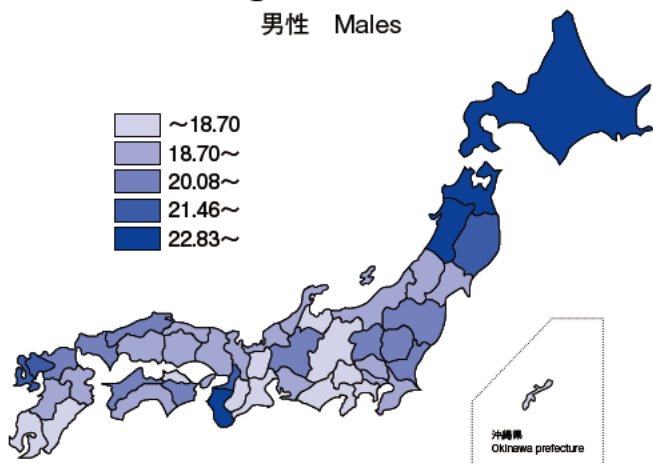 男性 Males
～18.70
18.70～
20.08～
21.46～
22.83～
沖縄県
Okinawa prefecture